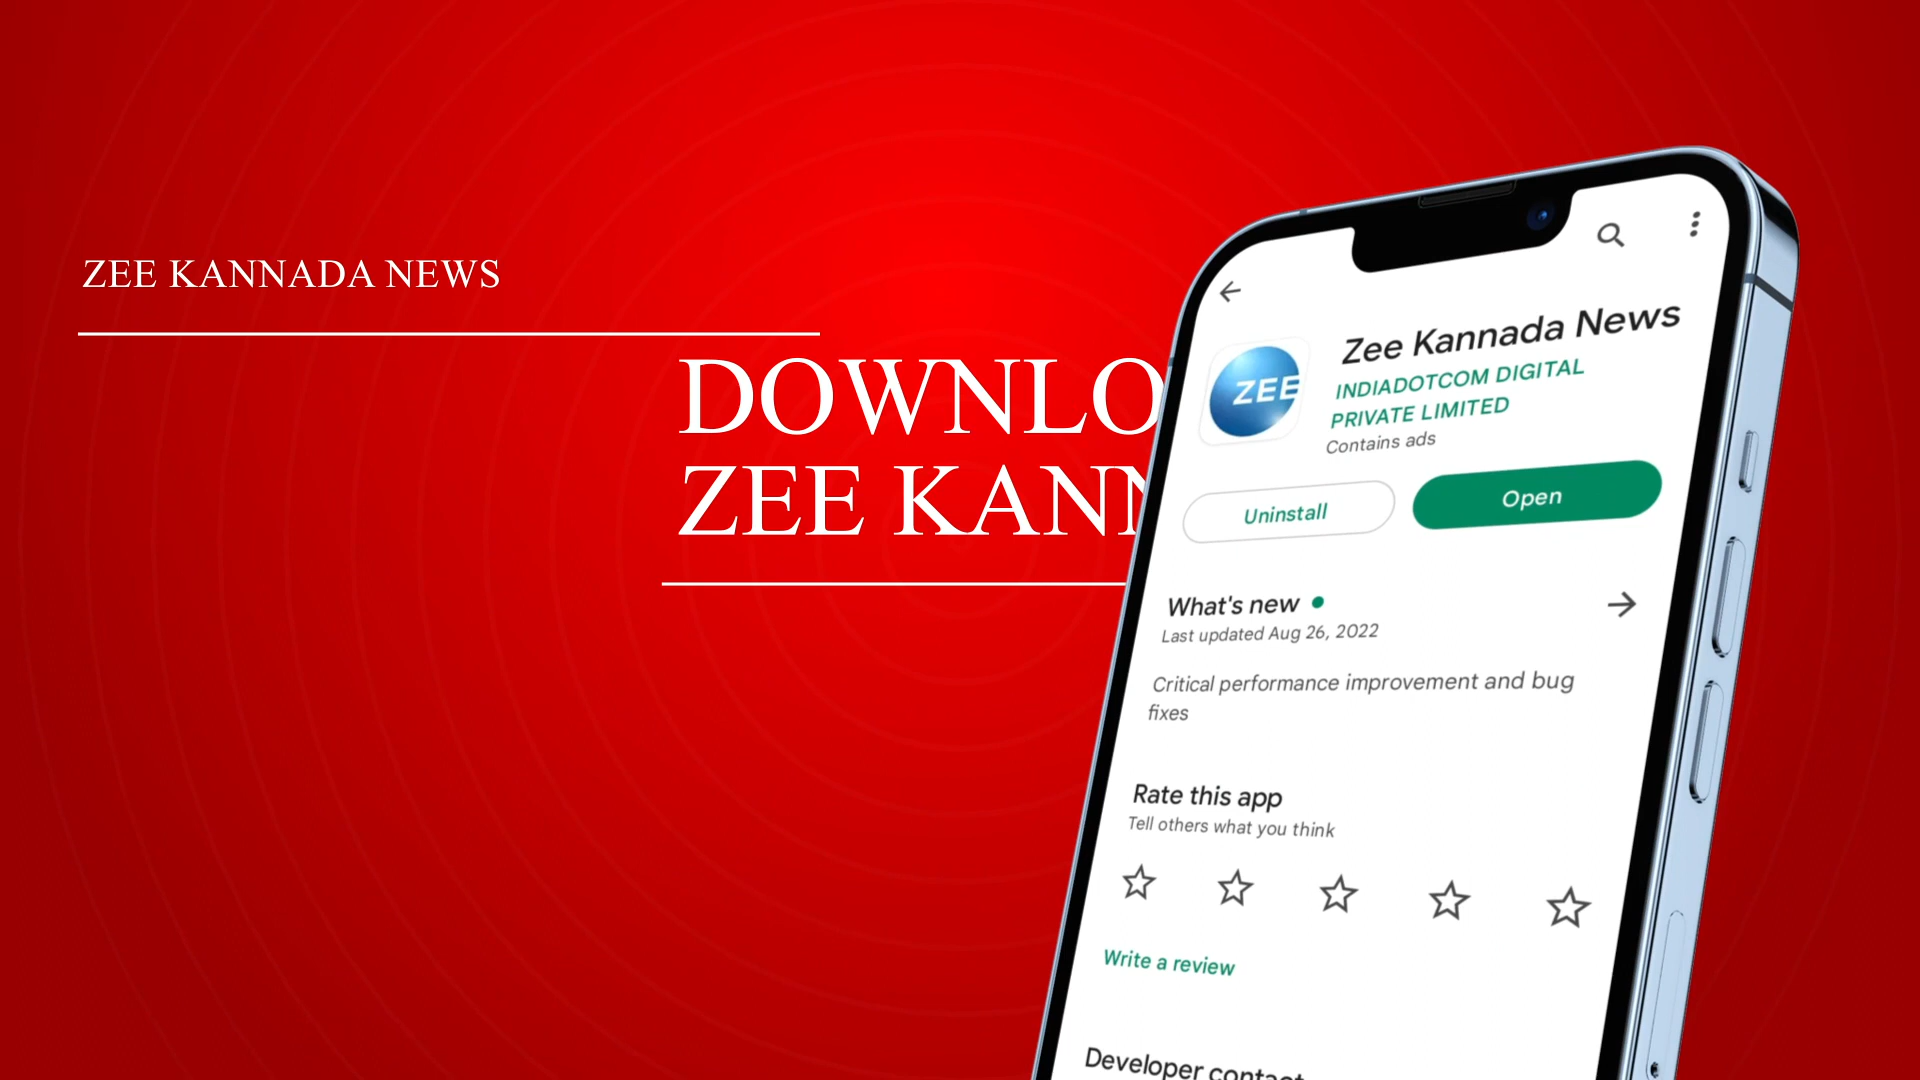 ZEE KANNADA NEWS
DOWNLO
ZEE KANN
Zee Kannada News
ZEE
INDIADOTCOM DIGITAL
PRIVATE LIMITED
Contains ads
Uninstall
Open
What's new
Last updated Aug 26, 2022
Critical performance improvement and bug
fixes
Rate this app
Tell others what you think
Write a review
Developer contact